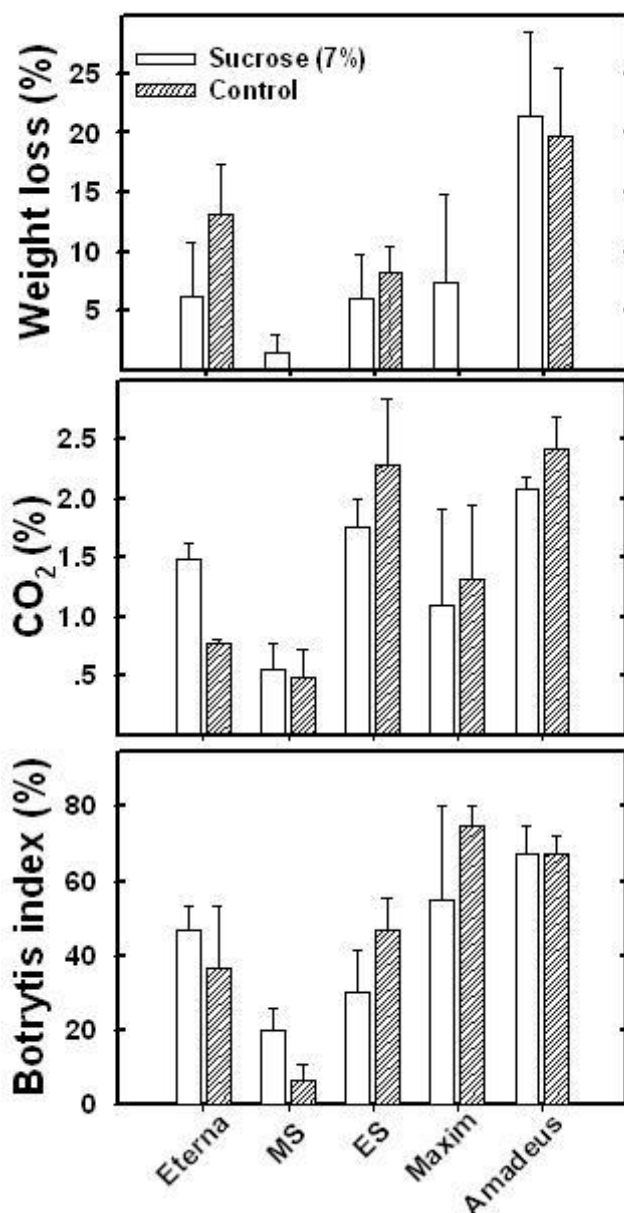 Weight loss (%)
25
20
15
10
5
Sucrose (7%)
Control
CO₂ (%)
2.5
2.0
1.5
1.0
.5
Botrytis index (%)
80
60
40
20
0
Eterna
MS
ES
Maxim
Amadeus